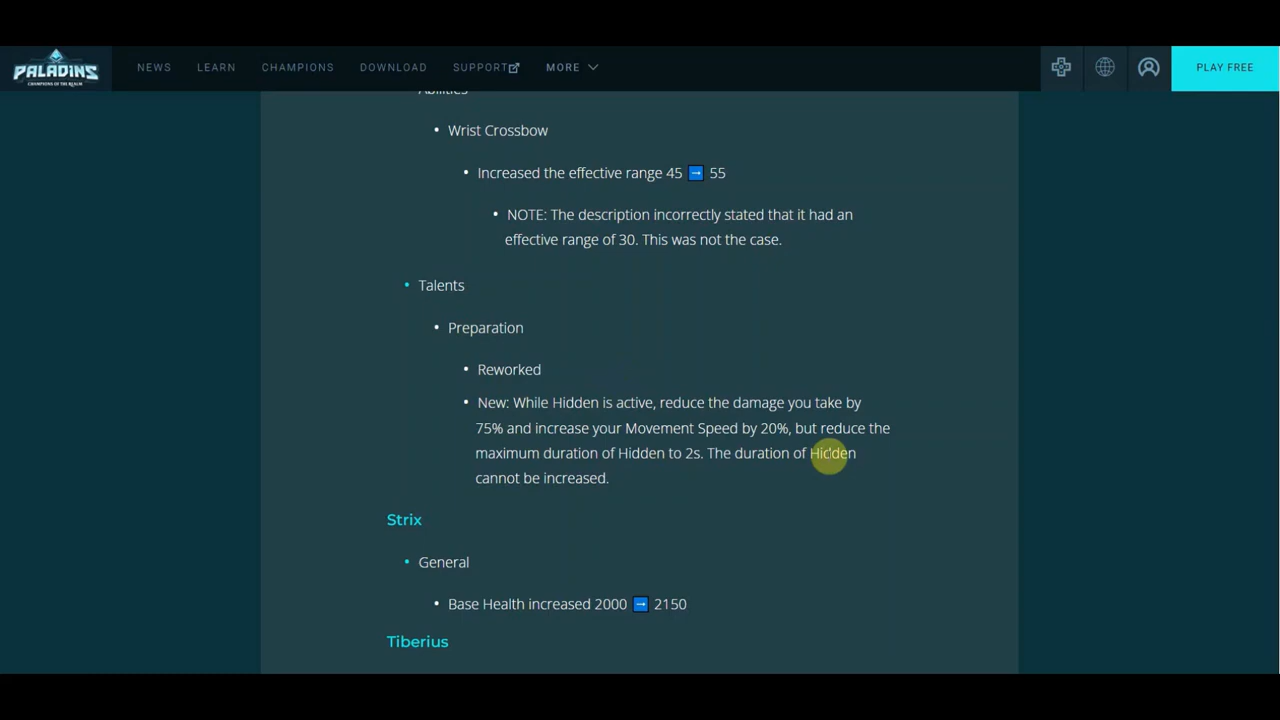 PALADINS
CHAMPIONS OF THE REALM
NEWS LEARN CHAMPIONS DOWNLOAD SUPPORT MORE PLAY FREE
Abilities
• Wrist Crossbow
• Increased the effective range 45 → 55
• NOTE: The description incorrectly stated that it had an
effective range of 30. This was not the case.
• Talents
• Preparation
• Reworked
• New: While Hidden is active, reduce the damage you take by
75% and increase your Movement Speed by 20%, but reduce the
maximum duration of Hidden to 2s. The duration of Hidden
cannot be increased.
Strix
• General
• Base Health increased 2000 → 2150
Tiberius